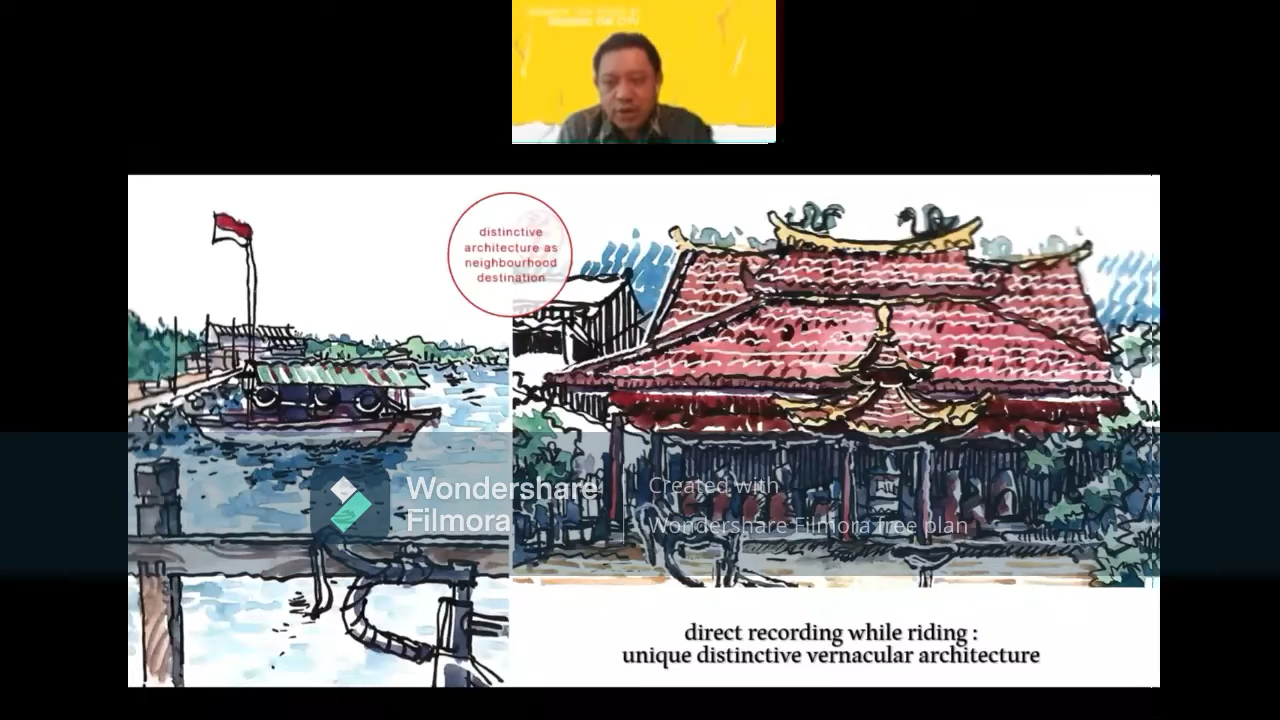 distinctive
architecture as
neighbourhood
destination
Wondershare
Filmora
Created with
Wondershare Filmora free plan
direct recording while riding :
unique distinctive vernacular architecture